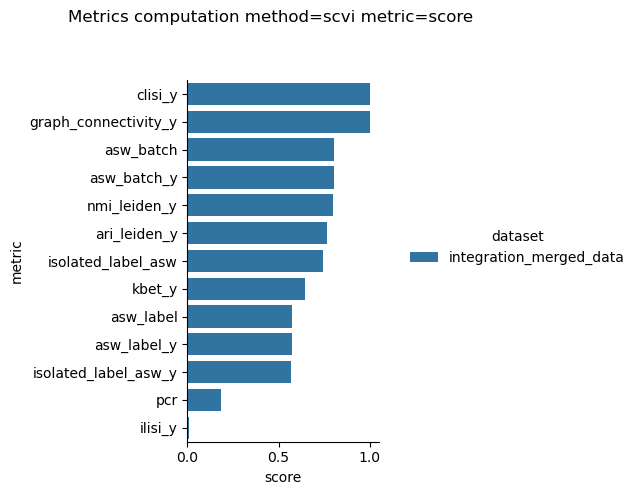 Metrics computation method=scvi metric=score
clisi_y
graph_connectivity_y
asw_batch
asw_batch_y
nmi_leiden_y
ari_leiden_y
isolated_label_asw
kbet_y
asw_label
asw_label_y
isolated_label_asw_y
pcr
ilisi_y
metric
0.0
0.5
1.0
score
dataset
integration_merged_data